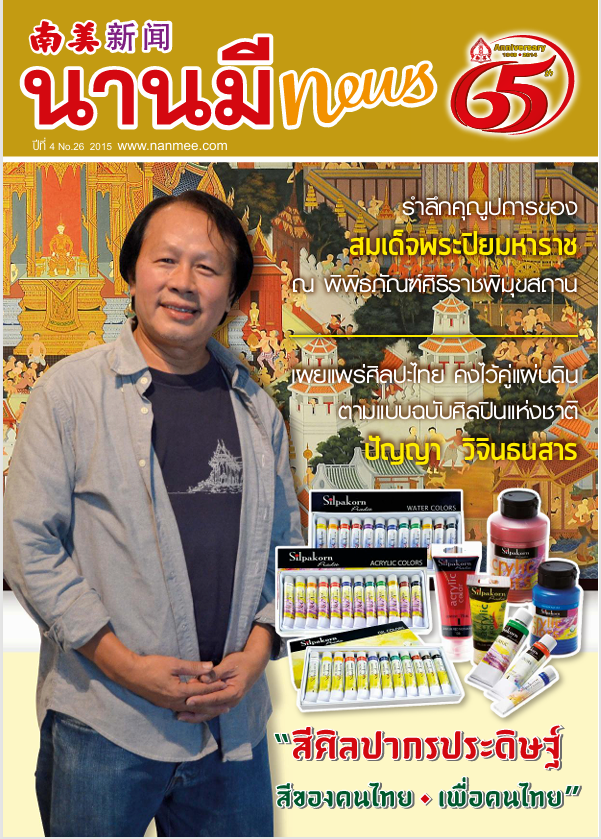 南美新闻
นานมีnews
Anniversary
65 ปี
ปีที่ 4 No.26 2015 www.nanmee.com
รำลึกคุณูปการของ
สมเด็จพระปิยมหาราช
ณ พิพิธภัณฑ์ศิริราชพิมุขสถาน
เผยแพร่ศิลปะไทย คงไว้คู่แผ่นดิน
ตามแบบฉบับศิลปินแห่งชาติ
ปัญญา วิจินธนสาร
Silpakorn
Pradit
WATER COLORS
Silpakorn
Pradit
ACRYLIC COLORS
Silpakorn
Pradit
OIL COLORS
Silpakorn
acrylic
Silpakorn
acrylic
Silpakorn
Silpakorn
“สีศิลปากรประดิษฐ์
สีของคนไทย ♦ เพื่อคนไทย”